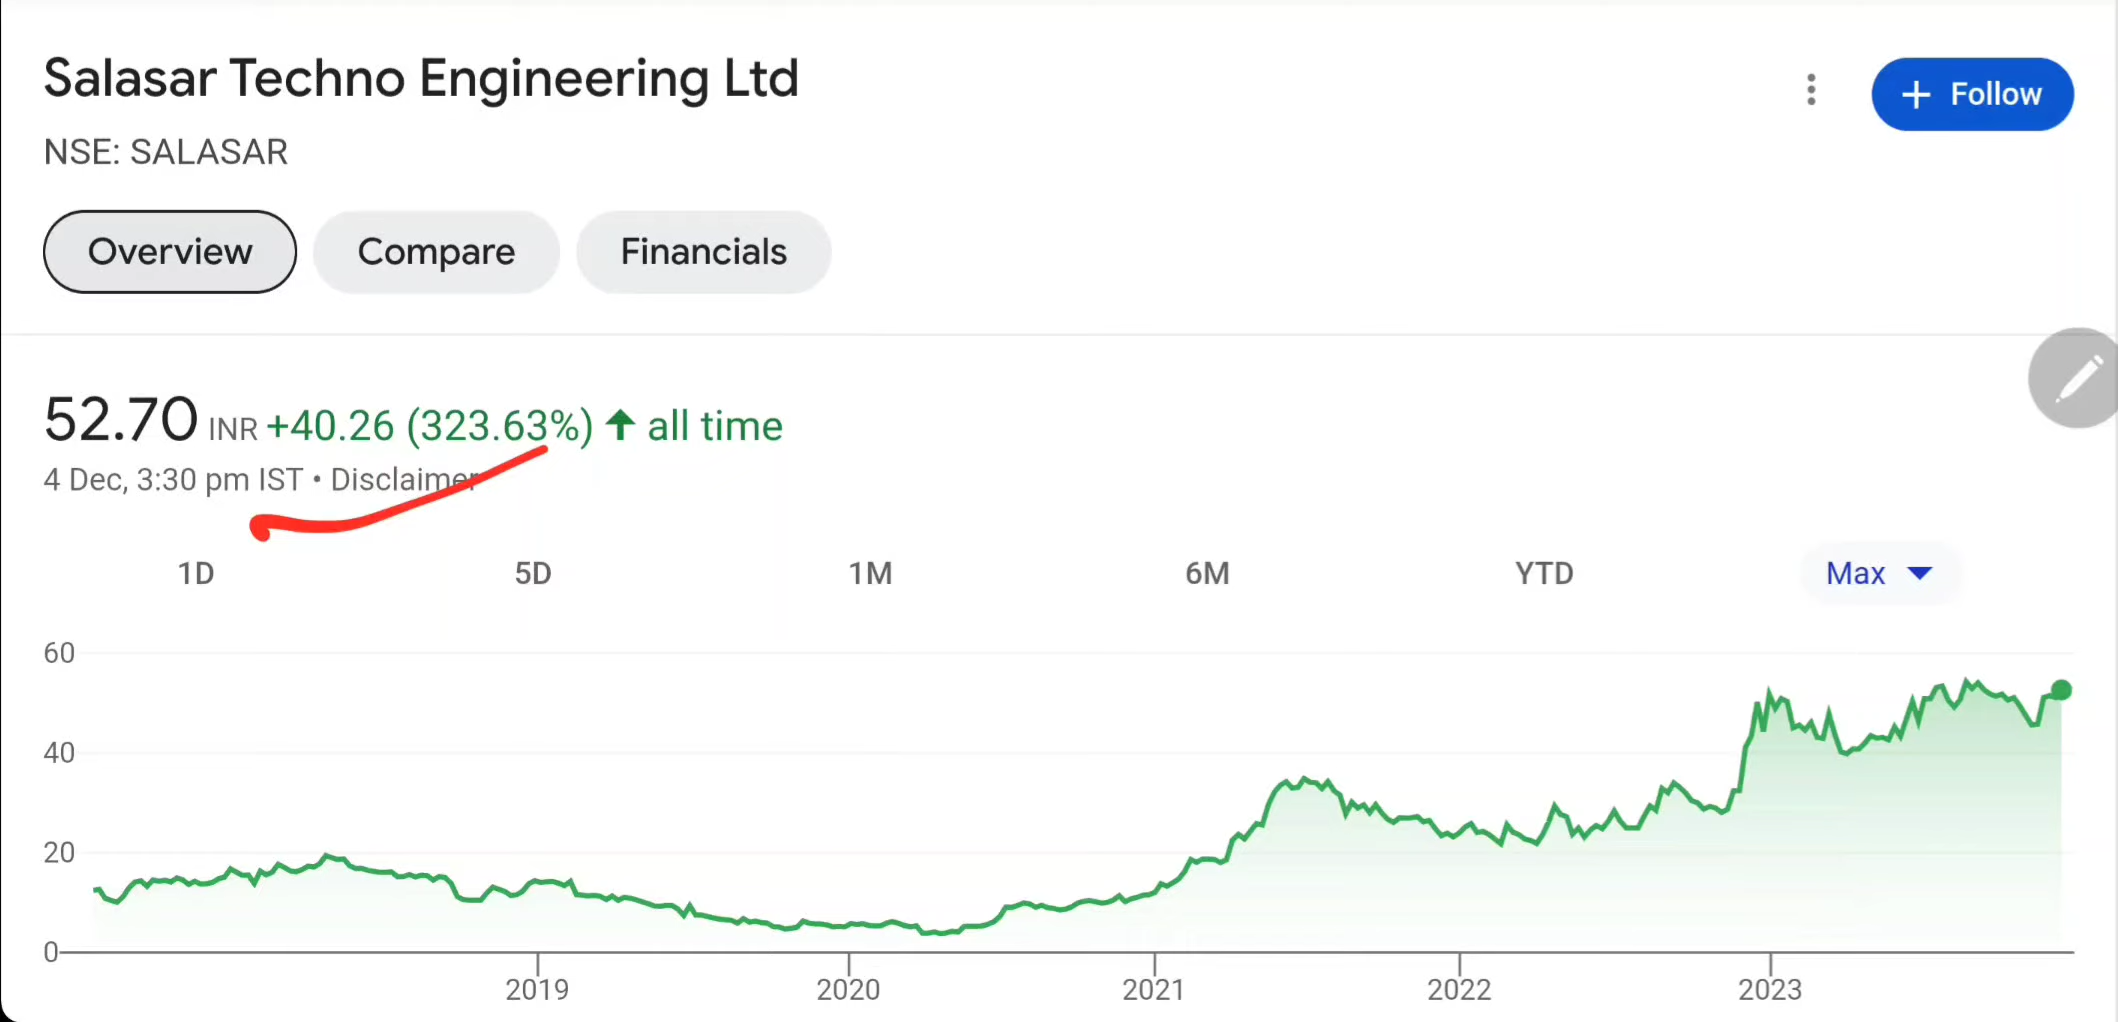 Salasar Techno Engineering Ltd
+ Follow
NSE: SALASAR
Overview Compare Financials
52.70 INR +40.26 (323.63%) ↑ all time
4 Dec, 3:30 pm IST • Disclaimer
1D 5D 1M 6M YTD Max
60
40
20
0
2019 2020 2021 2022 2023